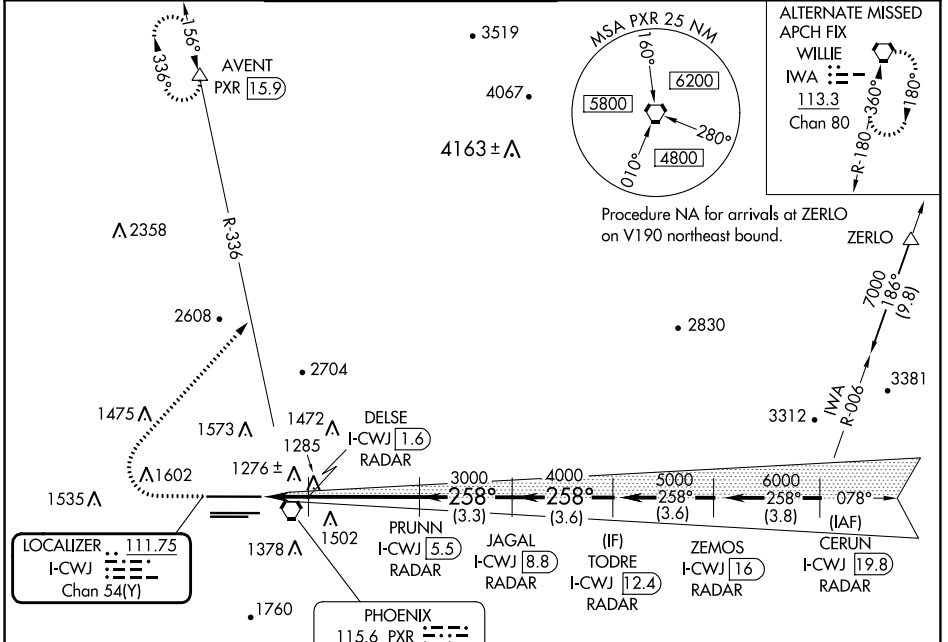 156°
336°
AVENT
PXR 15.9
3519
4067
4163 ±
MSA PXR 25 NM
160°
6200
5800
280°
010°
4800
ALTERNATE MISSED
APCH FIX
WILLIE
IWA
113.3
Chan 80
360°
180°
R-180
Procedure NA for arrivals at ZERLO
on V190 northeast bound.
ZERLO
7000
186°
(9.8)
2358
R-336
2608
2704
2830
3381
3312
IWA
R-006
1475
1573
1472
1285
DELSE
I-CWJ 1.6
RADAR
1602
1276 ±
1535
3000
258°
(3.3)
4000
258°
(3.6)
5000
258°
(3.6)
6000
258°
(3.8)
078°
(IAF)
CERUN
I-CWJ 19.8
RADAR
1502
1378
PRUNN
I-CWJ 5.5
RADAR
JAGAL
I-CWJ 8.8
RADAR
(IF)
TODRE
I-CWJ 12.4
RADAR
ZEMOS
I-CWJ 16
RADAR
LOCALIZER 111.75
I-CWJ
Chan 54(Y)
1760
PHOENIX
115.6 PXR